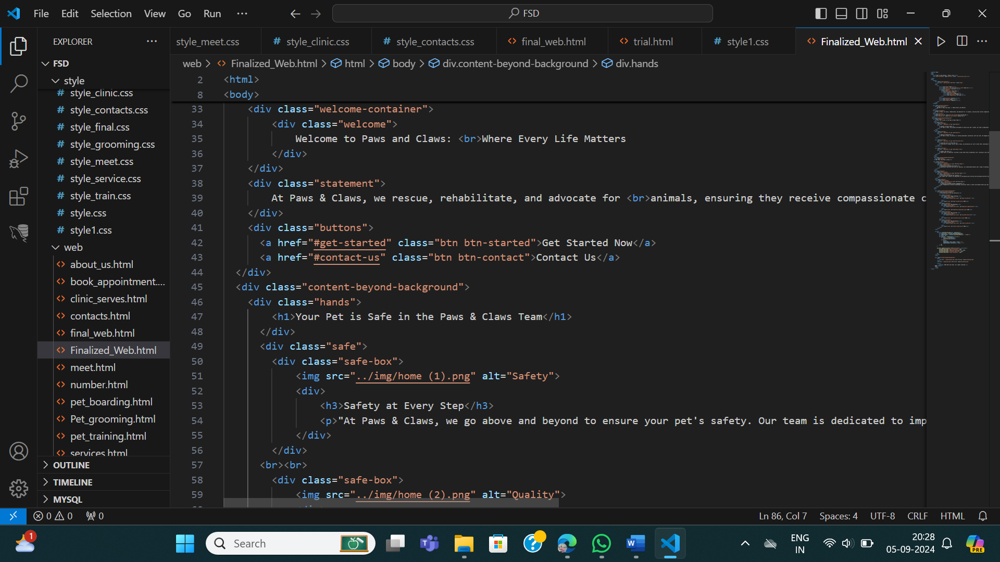 File Edit Selection View Go Run ···
FSD
EXPLORER ···
style_meet.css # style_clinic.css # style_contacts.css <> final_web.html <> trial.html # style1.css <> Finalized_Web.html ···
web > <> Finalized_Web.html > html > body > div.content-beyond-background > div.hands
FSD
style
# style_clinic.css
# style_contacts.css
# style_final.css
# style_grooming.css
# style_meet.css
# style_service.css
# style_train.css
# style.css
# style1.css
web
<> about_us.html
<> book_appointment....
<> clinic_serves.html
<> contacts.html
<> final_web.html
<> Finalized_Web.html
<> meet.html
<> number.html
<> pet_boarding.html
<> Pet_grooming.html
<> pet_training.html
<> services.html
OUTLINE
TIMELINE
MYSQL
2 <html>
8 <body>
33 <div class="welcome-container">
34 <div class="welcome">
35 Welcome to Paws and Claws: <br>Where Every Life Matters
36 </div>
37 </div>
38 <div class="statement">
39 At Paws & Claws, we rescue, rehabilitate, and advocate for <br>animals, ensuring they receive compassionate c
40 </div>
41 <div class="buttons">
42 <a href="#get-started" class="btn btn-started">Get Started Now</a>
43 <a href="#contact-us" class="btn btn-contact">Contact Us</a>
44 </div>
45 <div class="content-beyond-background">
46 <div class="hands">
47 <h1>Your Pet is Safe in the Paws & Claws Team</h1>
48 </div>
49 <div class="safe">
50 <div class="safe-box">
51 <img src="../img/home (1).png" alt="Safety">
52 <div>
53 <h3>Safety at Every Step</h3>
54 <p>"At Paws & Claws, we go above and beyond to ensure your pet's safety. Our team is dedicated to imp
55 </div>
56 </div>
57 <br><br>
58 <div class="safe-box">
59 <img src="../img/home (2).png" alt="Quality">
0 0 0
Ln 86, Col 7 Spaces: 4 UTF-8 CRLF HTML
1
Search
ENG
IN
20:28
05-09-2024
PRE